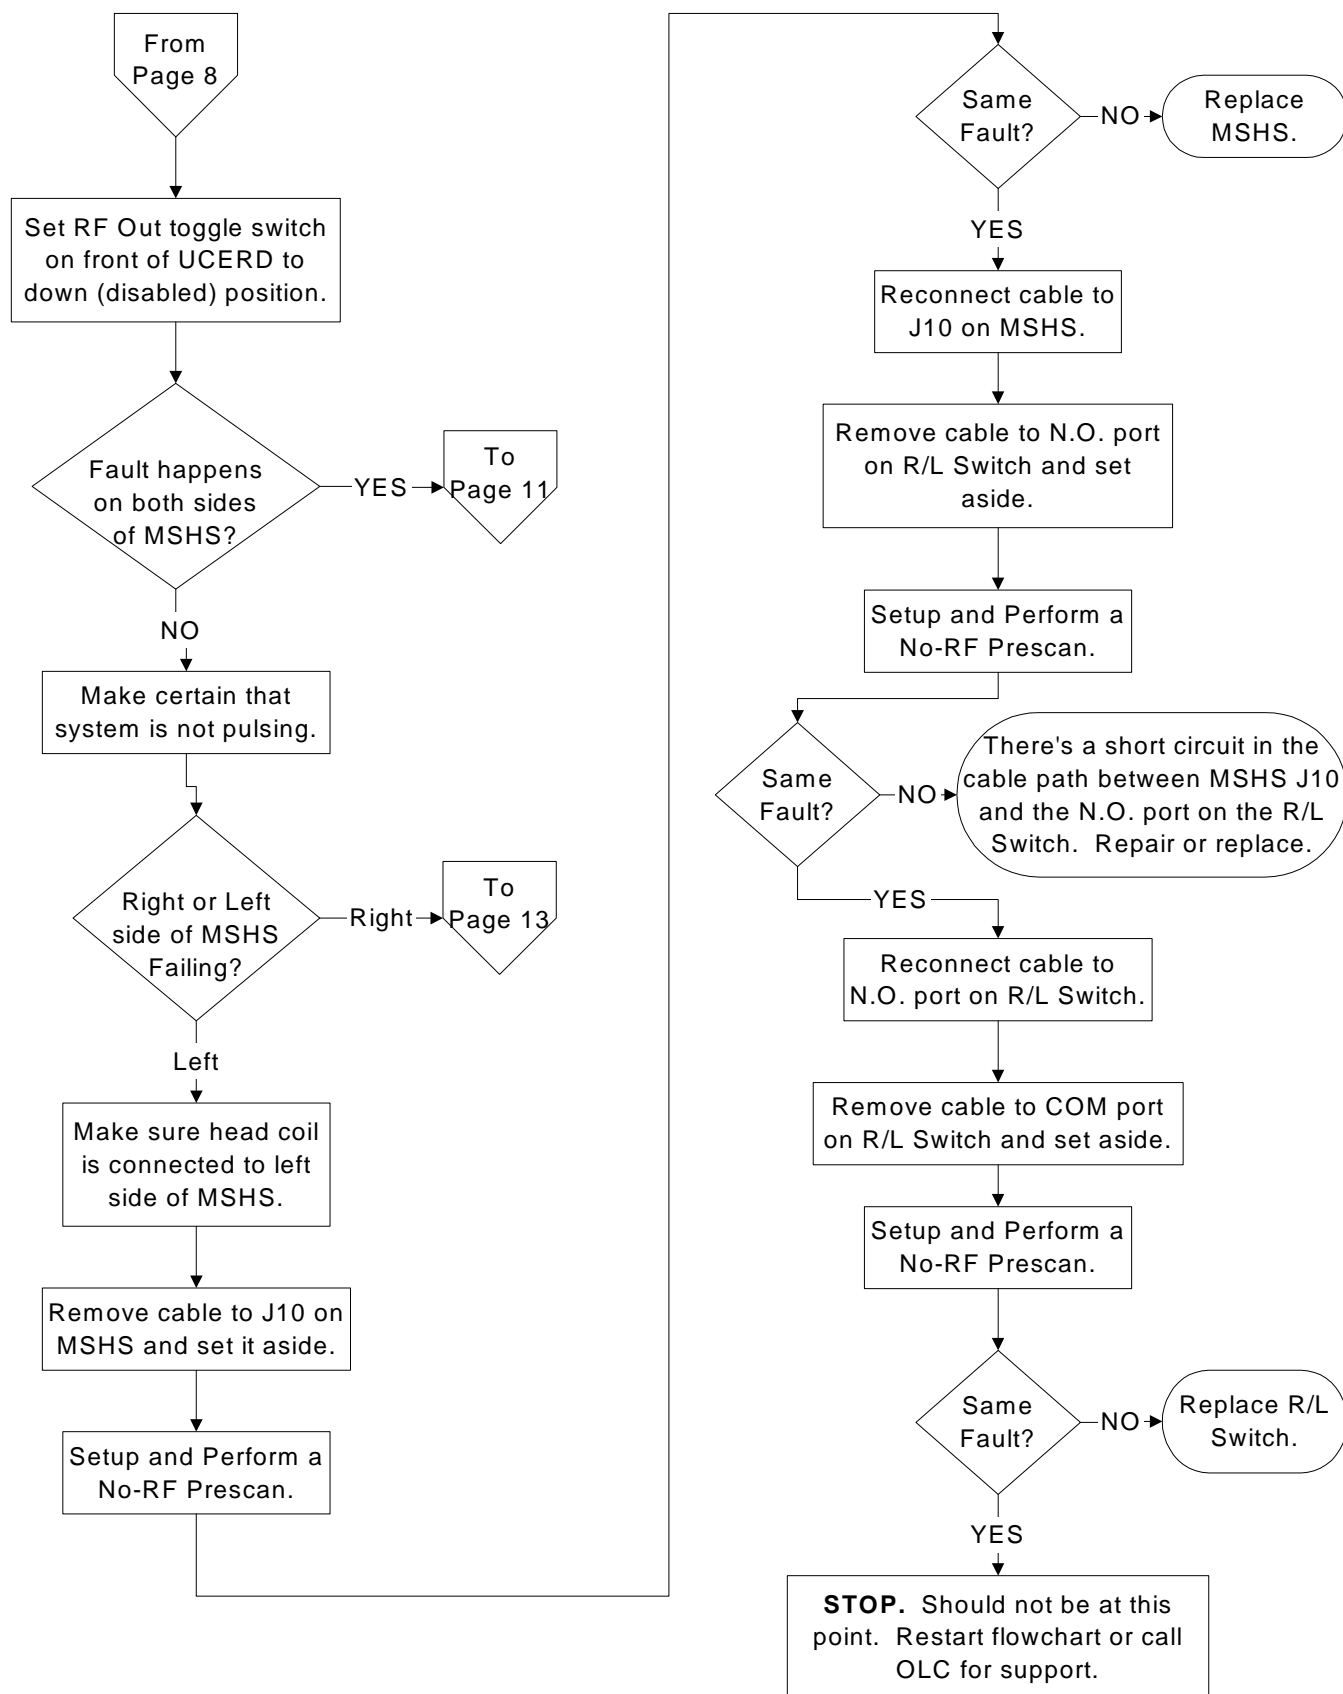 From
Page 8
Set RF Out toggle switch
on front of UCERD to
down (disabled) position.
Fault happens
on both sides
of MSHS?
YES
To
Page 11
NO
Make certain that
system is not pulsing.
Right or Left
side of MSHS
Failing?
Right
To
Page 13
Left
Make sure head coil
is connected to left
side of MSHS.
Remove cable to J10 on
MSHS and set it aside.
Setup and Perform a
No-RF Prescan.
Same
Fault?
NO
Replace
MSHS.
YES
Reconnect cable to
J10 on MSHS.
Remove cable to N.O. port
on R/L Switch and set
aside.
Setup and Perform a
No-RF Prescan.
Same
Fault?
NO
There's a short circuit in the
cable path between MSHS J10
and the N.O. port on the R/L
Switch.  Repair or replace.
YES
Reconnect cable to
N.O. port on R/L Switch.
Remove cable to COM port
on R/L Switch and set aside.
Setup and Perform a
No-RF Prescan.
Same
Fault?
NO
Replace R/L
Switch.
YES
STOP.  Should not be at this
point.  Restart flowchart or call
OLC for support.